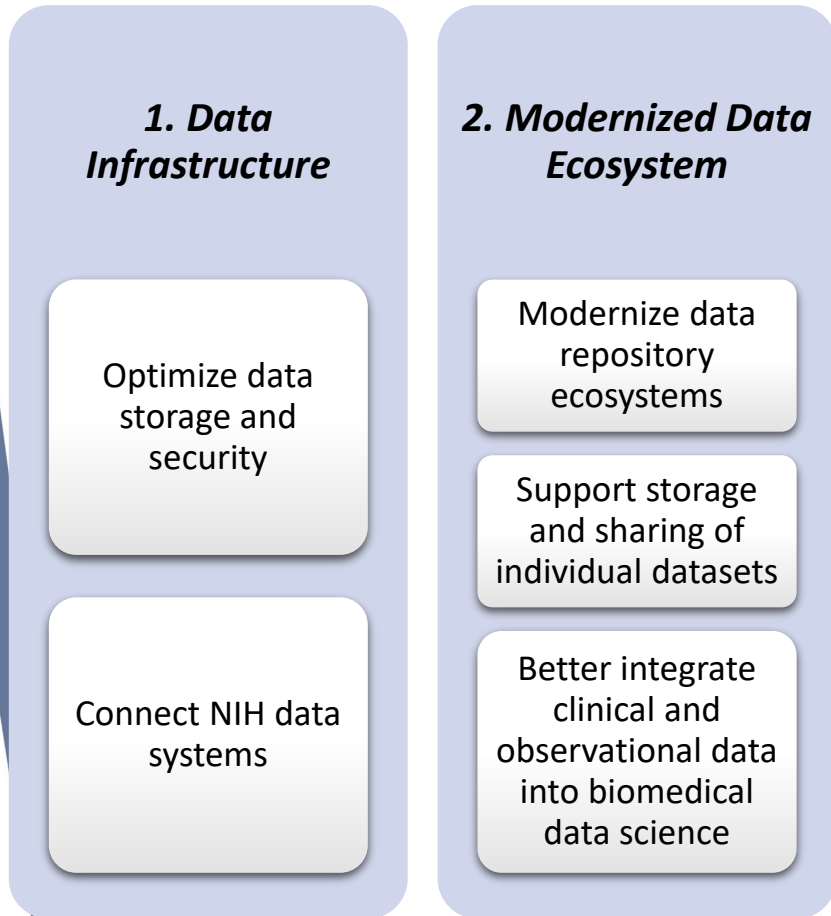 1. Data
Infrastructure
Optimize data
storage and
security
Connect NIH data
systems
2. Modernized Data
Ecosystem
Modernize data
repository
ecosystems
Support storage
and sharing of
individual datasets
Better integrate
clinical and
observational data
into biomedical
data science